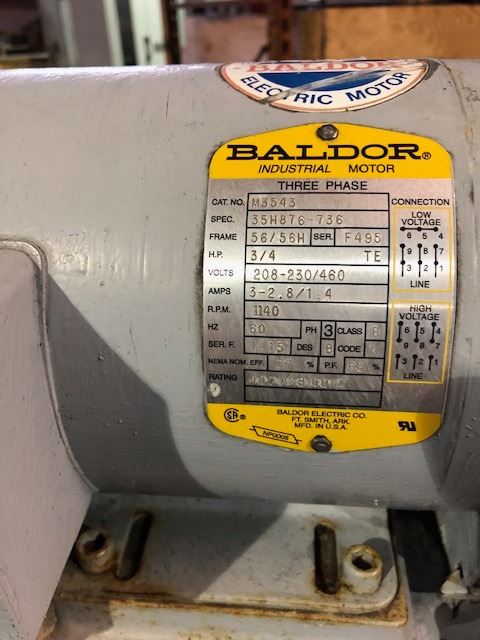 BALDOR
ELECTRIC MOTOR
BALDOR®
INDUSTRIAL MOTOR
THREE PHASE
CAT. NO. M3543
SPEC. 35H876-736
FRAME 56/56H SER. F495
H.P. 3/4 TE
VOLTS 208-230/460
AMPS 3-2.8/1.4
R.P.M. 1140
HZ 60 PH 3 CLASS B
SER. F. 1.15 DES B CODE
NEMA NOM. EFF. % P.F. %
RATING
CONNECTION
LOW
VOLTAGE
6 5 4
9 8 7
3 2 1
LINE
HIGH
VOLTAGE
6 5 4
9 8 7
3 2 1
LINE
SA®
BALDOR ELECTRIC CO.
FT. SMITH, ARK.
MFD. IN U.S.A.
NP0008